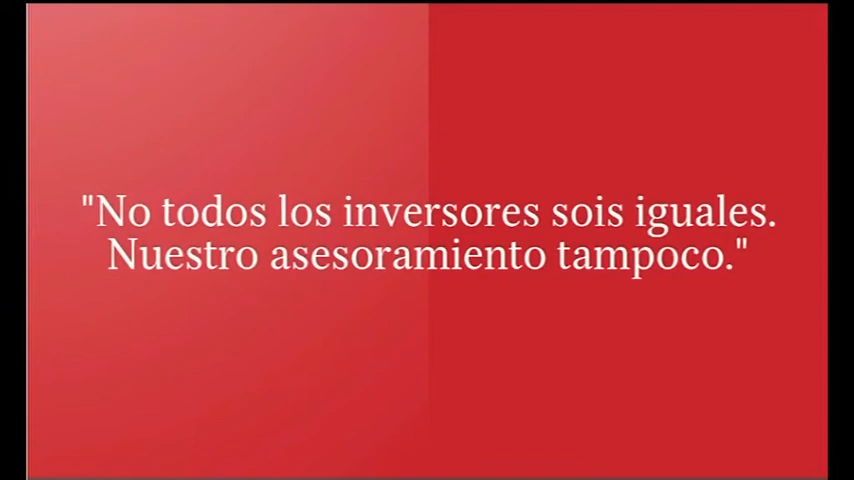 "No todos los inversores sois iguales.
Nuestro asesoramiento tampoco."